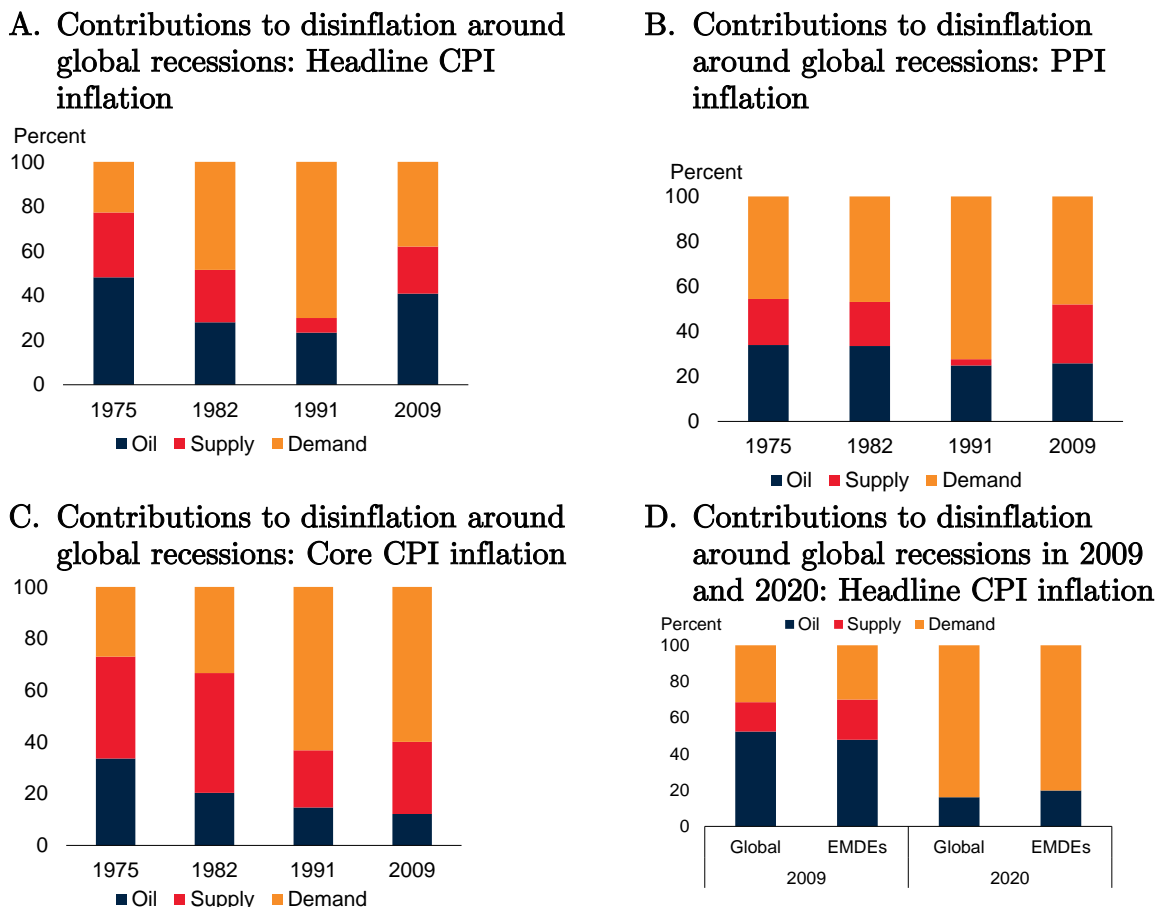 A. Contributions to disinflation around
global recessions: Headline CPI
inflation
Percent
100
80
60
40
20
0
1975 1982 1991 2009
Oil Supply Demand
B. Contributions to disinflation
around global recessions: PPI
inflation
Percent
100
80
60
40
20
0
1975 1982 1991 2009
Oil Supply Demand
C. Contributions to disinflation around
global recessions: Core CPI inflation
100
80
60
40
20
0
1975 1982 1991 2009
Oil Supply Demand
D. Contributions to disinflation
around global recessions in 2009
and 2020: Headline CPI inflation
Percent
Oil Supply Demand
100
80
60
40
20
0
Global EMDEs Global EMDEs
2009 2020